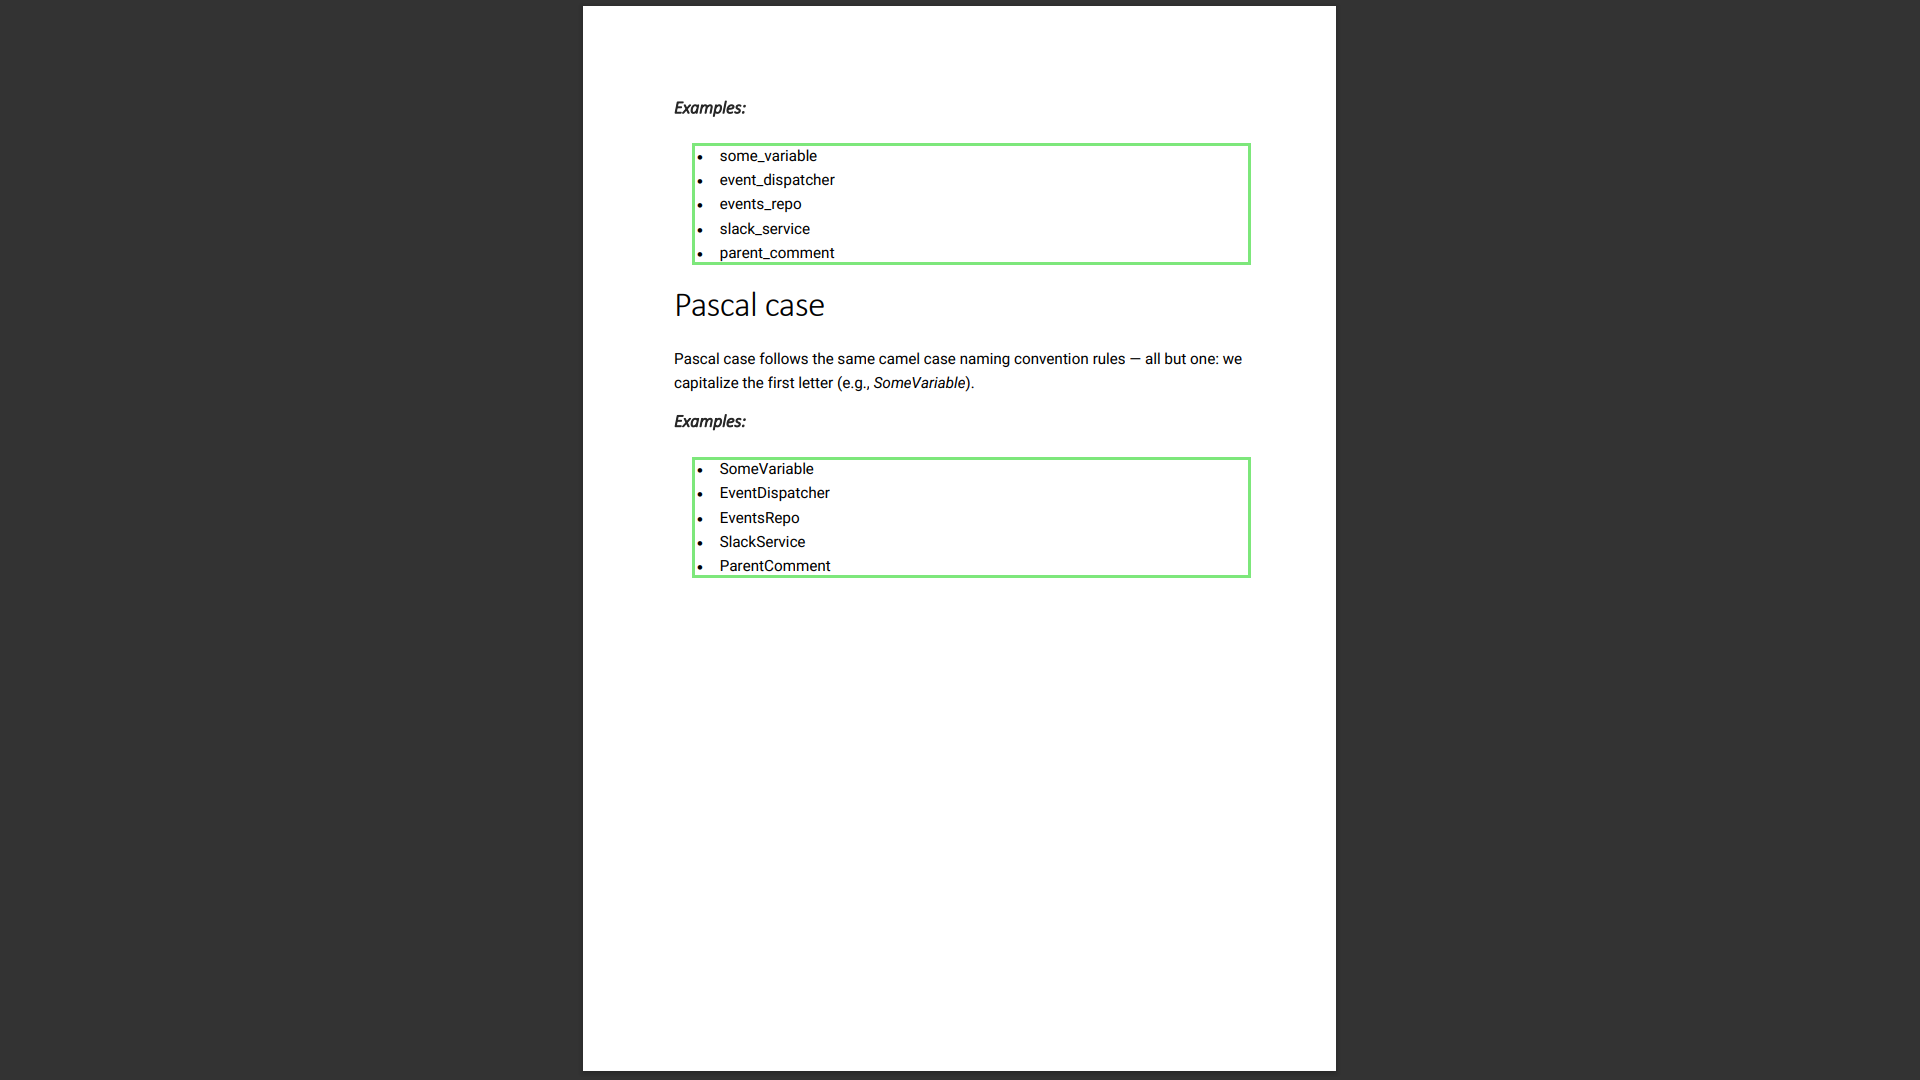 Examples:
• some_variable
• event_dispatcher
• events_repo
• slack_service
• parent_comment
Pascal case
Pascal case follows the same camel case naming convention rules — all but one: we
capitalize the first letter (e.g., SomeVariable).
Examples:
• SomeVariable
• EventDispatcher
• EventsRepo
• SlackService
• ParentComment